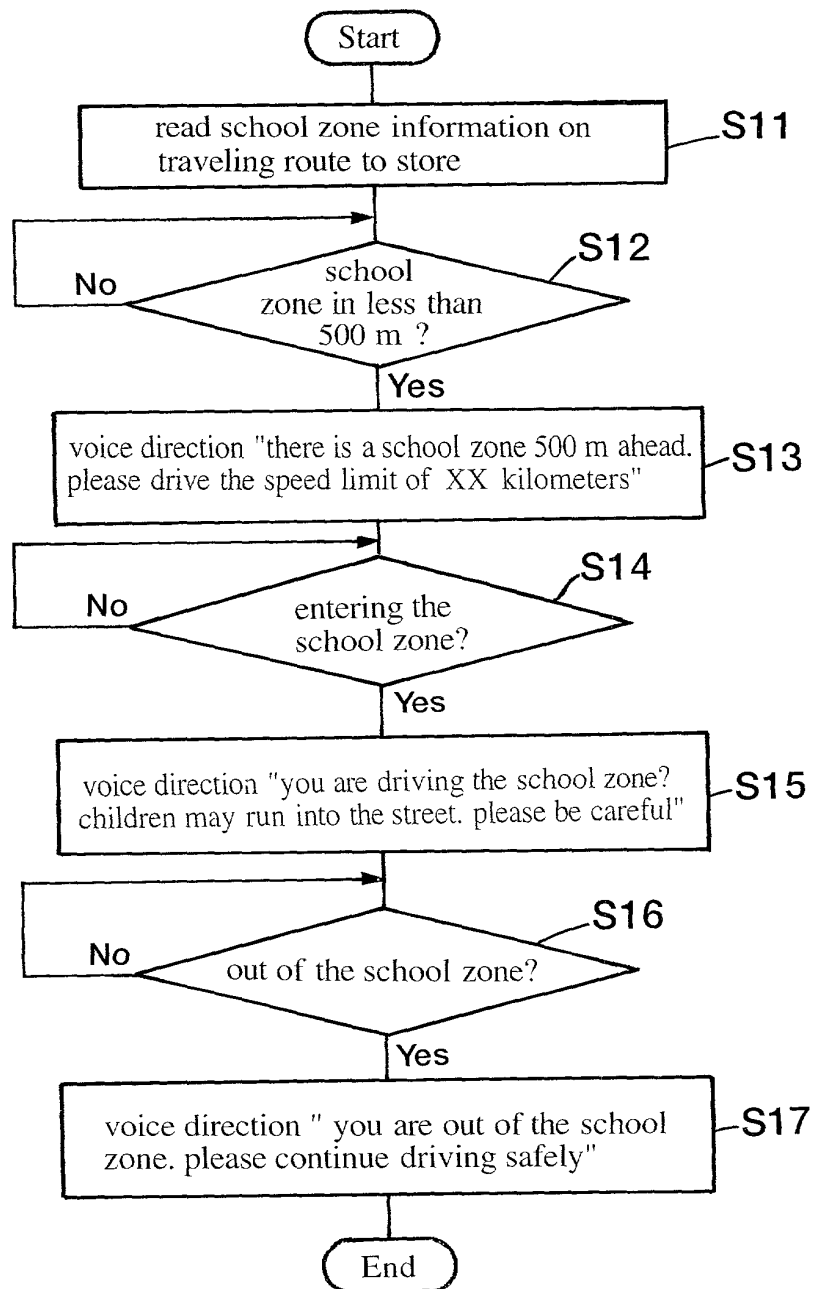 Start
read school zone information on
traveling route to store
S11
S12
school
zone in less than
500 m ?
No
Yes
voice direction "there is a school zone 500 m ahead.
please drive the speed limit of XX kilometers"
S13
S14
entering the
school zone?
No
Yes
voice direction "you are driving the school zone?
children may run into the street. please be careful"
S15
S16
out of the school zone?
No
Yes
voice direction " you are out of the school
zone. please continue driving safely"
S17
End